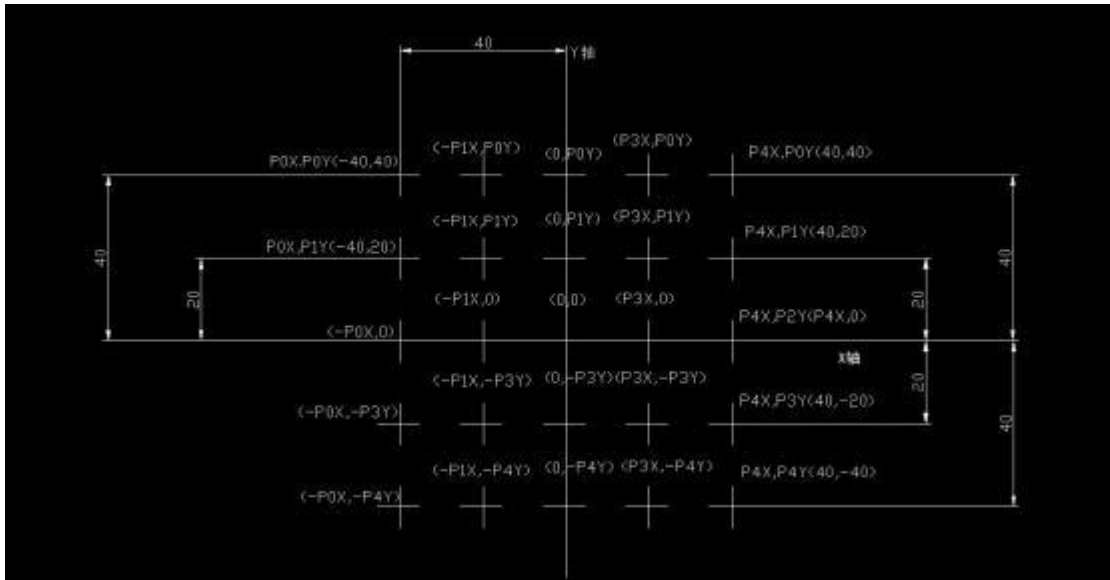 40
Y轴
(-P1X,P0Y)
(0,P0Y)
(P3X,P0Y)
P0X,P0Y(-40,40)
P4X,P0Y(40,40)
(-P1X,P1Y)
(0,P1Y)
(P3X,P1Y)
P0X,P1Y(-40,20)
P4X,P1Y(40,20)
40
20
20
40
(-P1X,0)
(0,0)
(P3X,0)
(-P0X,0)
P4X,P2Y(P4X,0)
X轴
(-P1X,-P3Y)
(0,-P3Y)
(P3X,-P3Y)
(-P0X,-P3Y)
P4X,P3Y(40,-20)
20
40
(-P1X,-P4Y)
(0,-P4Y)
(P3X,-P4Y)
(-P0X,-P4Y)
P4X,P4Y(40,-40)